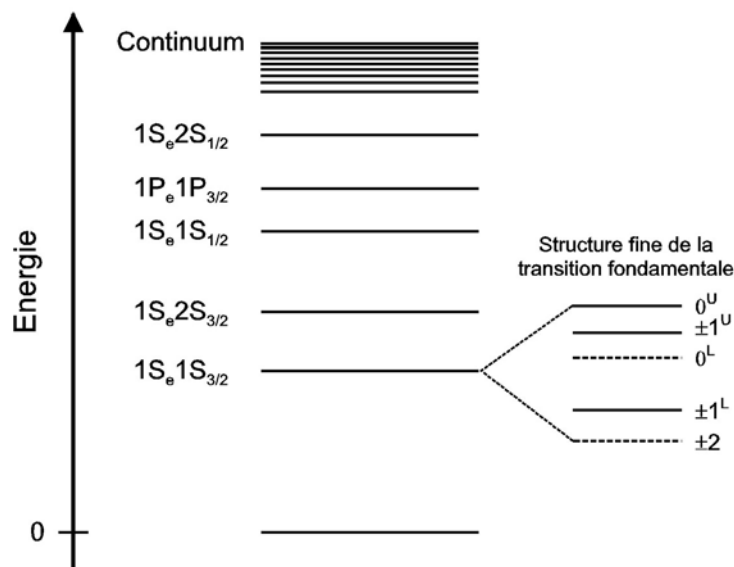 Continuum
1Sₑ2S₁/₂
1Pₑ1P₃/₂
1Sₑ1S₁/₂
1Sₑ2S₃/₂
1Sₑ1S₃/₂
0
Energie
Structure fine de la
transition fondamentale
0ᵁ
±1ᵁ
0ᴸ
±1ᴸ
±2